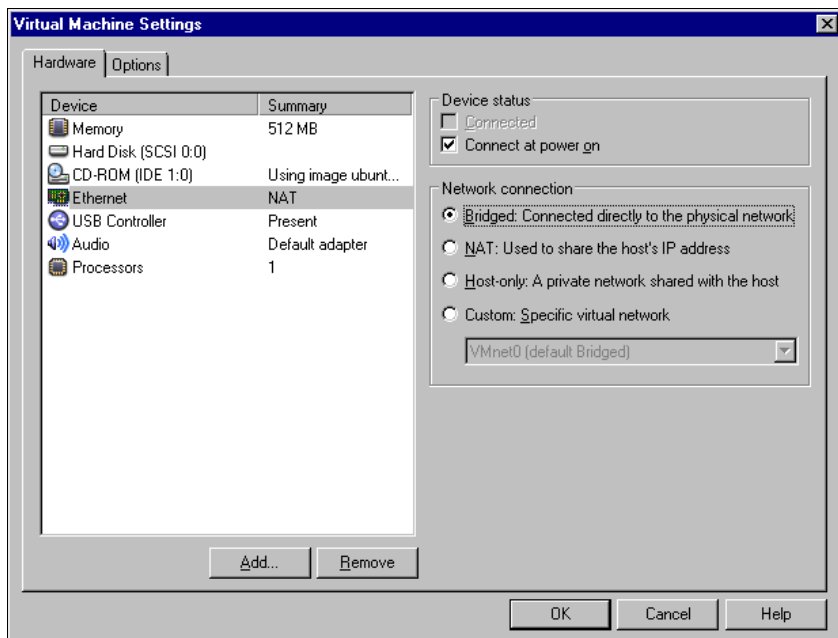 Virtual Machine Settings
Hardware Options
Device Summary
Memory 512 MB
Hard Disk (SCSI 0:0)
CD-ROM (IDE 1:0) Using image ubunt...
Ethernet NAT
USB Controller Present
Audio Default adapter
Processors 1
Add... Remove
Device status
Connected
Connect at power on
Network connection
Bridged: Connected directly to the physical network
NAT: Used to share the host's IP address
Host-only: A private network shared with the host
Custom: Specific virtual network
VMnet0 (default Bridged)
OK Cancel Help